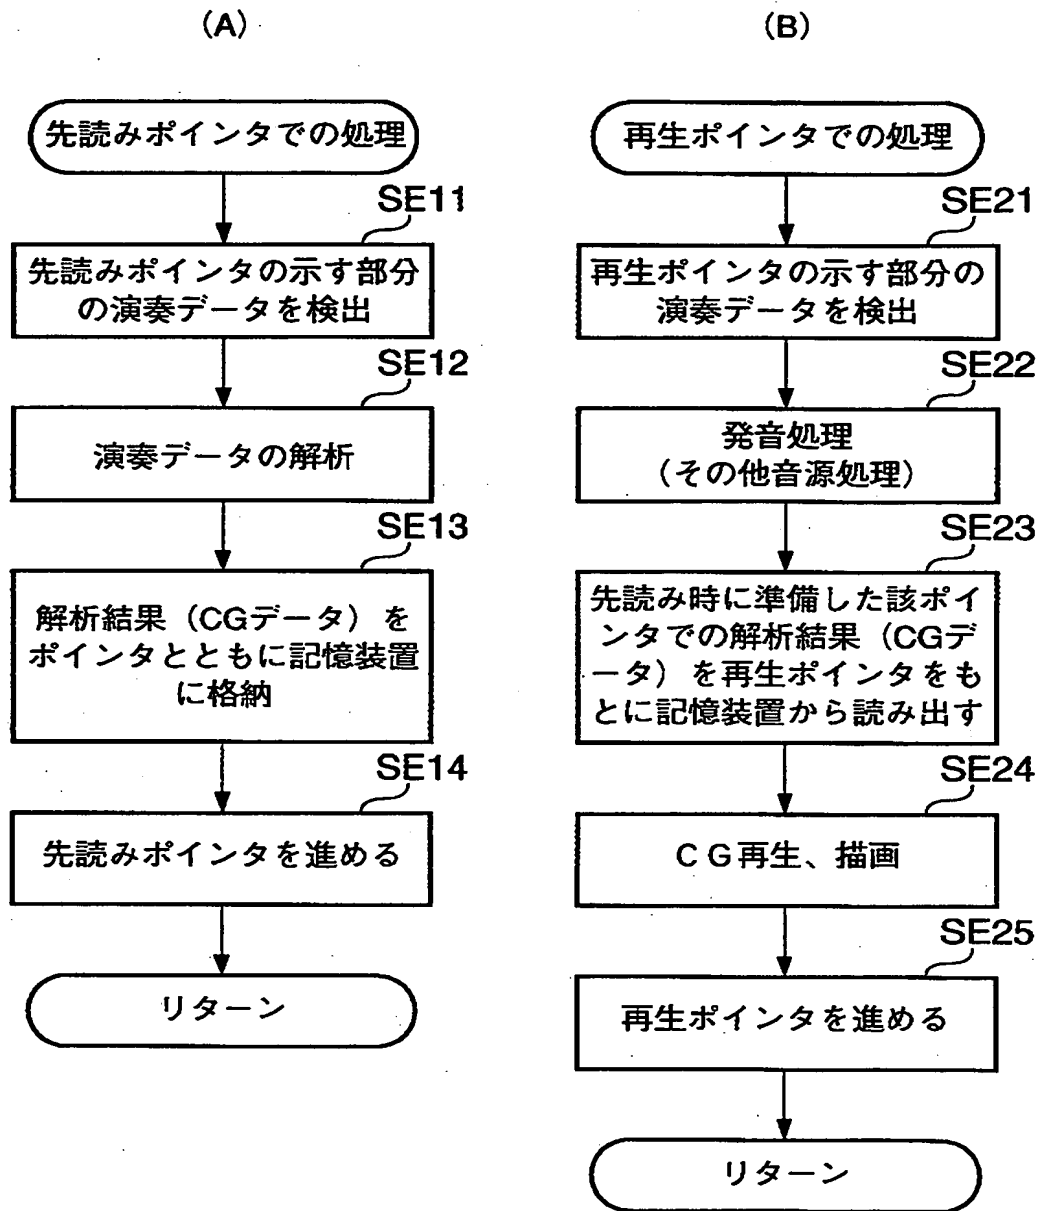 (A)
先読みポインタでの処理
SE11
先読みポインタの示す部分
の演奏データを検出
SE12
演奏データの解析
SE13
解析結果（CGデータ）を
ポインタとともに記憶装置
に格納
SE14
先読みポインタを進める
リターン
(B)
再生ポインタでの処理
SE21
再生ポインタの示す部分の
演奏データを検出
SE22
発音処理
（その他音源処理）
SE23
先読み時に準備した該ポイ
ンタでの解析結果（CGデ
ータ）を再生ポインタをも
とに記憶装置から読み出す
SE24
ＣＧ再生、描画
SE25
再生ポインタを進める
リターン